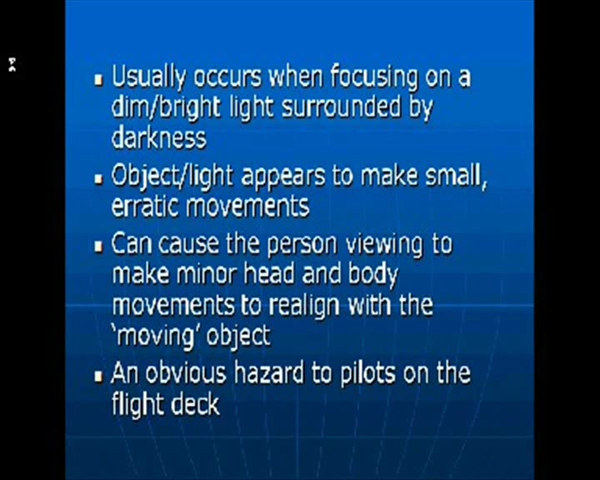 Usually occurs when focusing on a
dim/bright light surrounded by
darkness
Object/light appears to make small,
erratic movements
Can cause the person viewing to
make minor head and body
movements to realign with the
‘moving’ object
An obvious hazard to pilots on the
flight deck